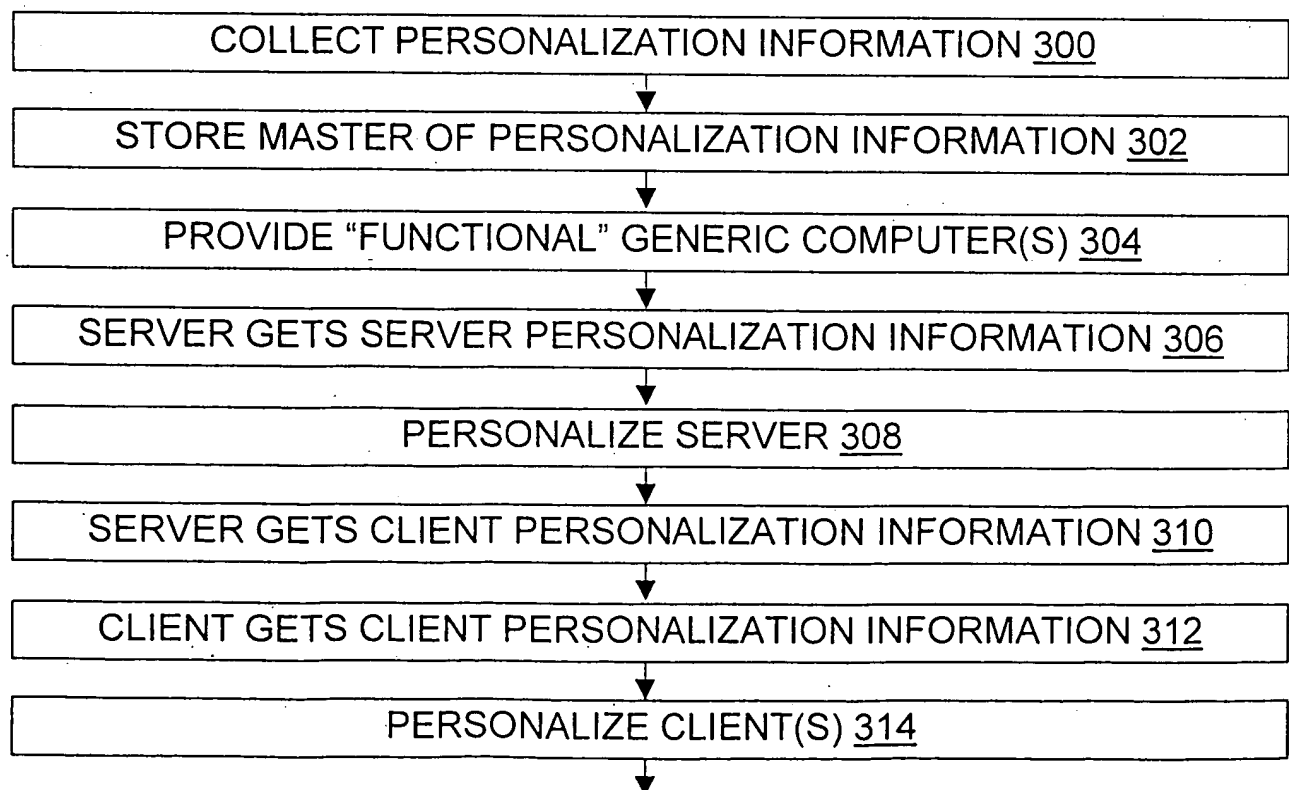 COLLECT PERSONALIZATION INFORMATION 300
STORE MASTER OF PERSONALIZATION INFORMATION 302
PROVIDE “FUNCTIONAL” GENERIC COMPUTER(S) 304
SERVER GETS SERVER PERSONALIZATION INFORMATION 306
PERSONALIZE SERVER 308
SERVER GETS CLIENT PERSONALIZATION INFORMATION 310
CLIENT GETS CLIENT PERSONALIZATION INFORMATION 312
PERSONALIZE CLIENT(S) 314